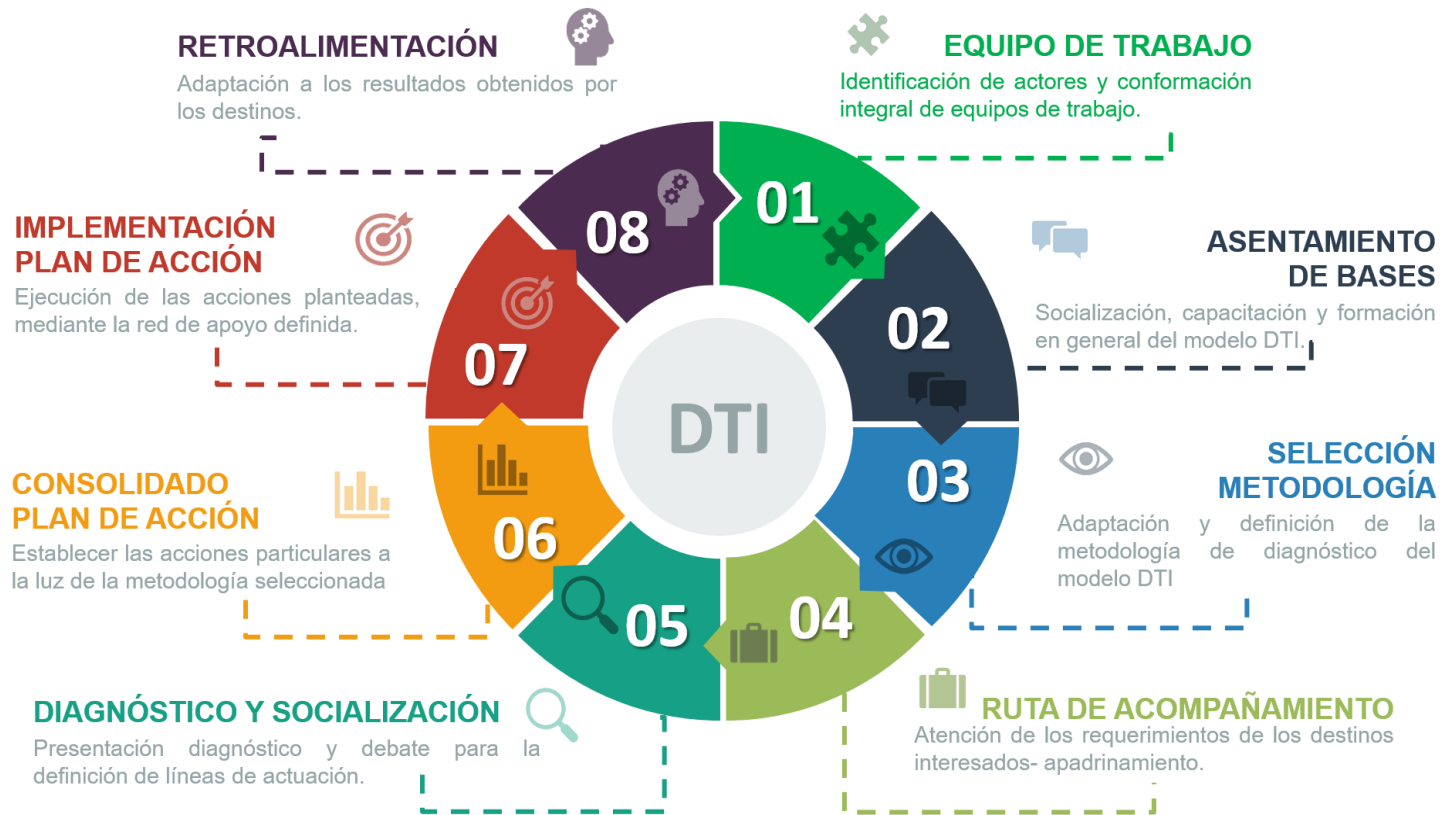 RETROALIMENTACIÓN
Adaptación a los resultados obtenidos por
los destinos.
EQUIPO DE TRABAJO
Identificación de actores y conformación
integral de equipos de trabajo.
IMPLEMENTACIÓN
PLAN DE ACCIÓN
Ejecución de las acciones planteadas,
mediante la red de apoyo definida.
ASENTAMIENTO
DE BASES
Socialización, capacitación y formación
en general del modelo DTI.
CONSOLIDADO
PLAN DE ACCIÓN
Establecer las acciones particulares a
la luz de la metodología seleccionada
SELECCIÓN
METODOLOGÍA
Adaptación y definición de la
metodología de diagnóstico del
modelo DTI
DIAGNÓSTICO Y SOCIALIZACIÓN
Presentación diagnóstico y debate para la
definición de líneas de actuación.
RUTA DE ACOMPAÑAMIENTO
Atención de los requerimientos de los destinos
interesados- apadrinamiento.
01
02
03
04
05
06
07
08
DTI